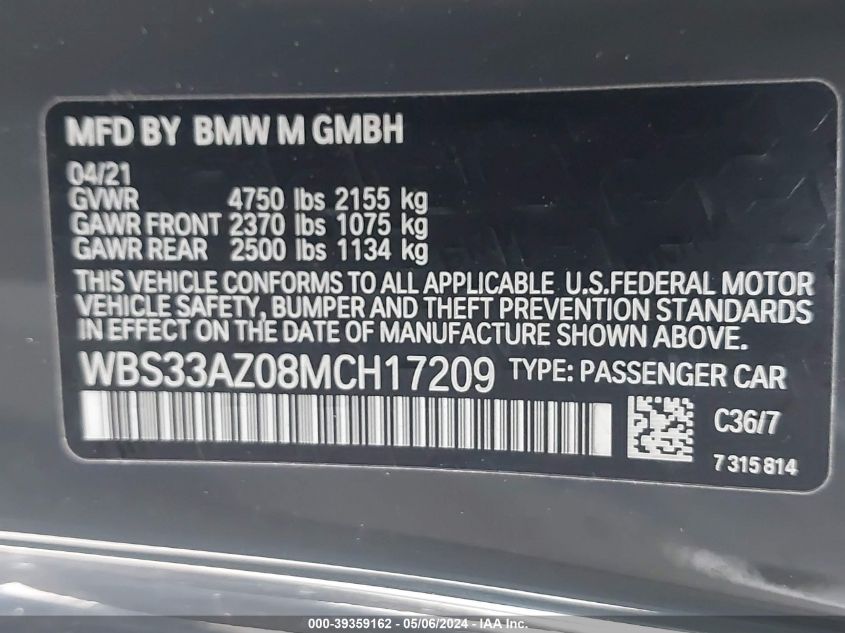 MFD BY BMW M GMBH
04/21
GVWR 4750 lbs 2155 kg
GAWR FRONT 2370 lbs 1075 kg
GAWR REAR 2500 lbs 1134 kg
THIS VEHICLE CONFORMS TO ALL APPLICABLE U.S.FEDERAL MOTOR
VEHICLE SAFETY, BUMPER AND THEFT PREVENTION STANDARDS
IN EFFECT ON THE DATE OF MANUFACTURE SHOWN ABOVE.
WBS33AZ08MCH17209 TYPE: PASSENGER CAR
C36/7
7315814
000-39359162 - 05/06/2024 - IAA Inc.